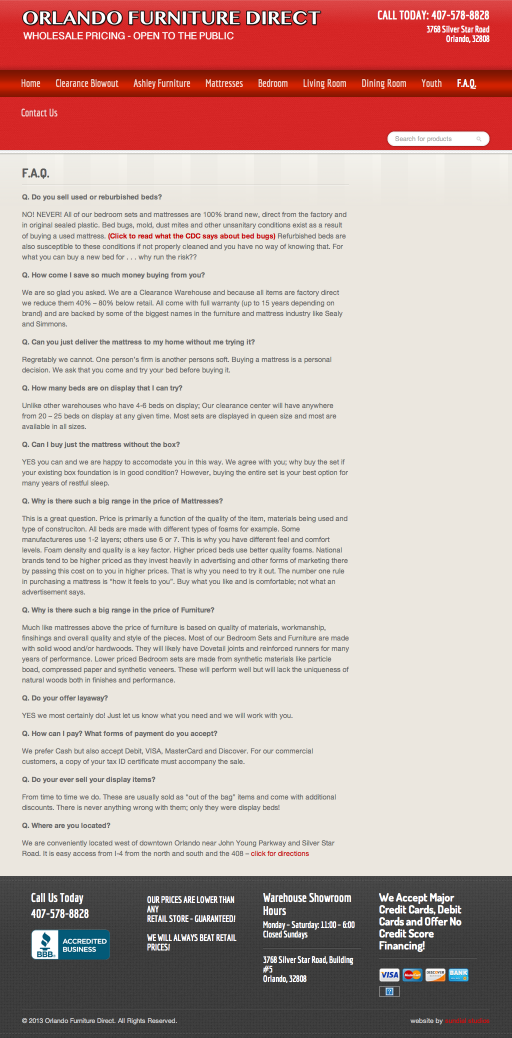 ORLANDO FURNITURE DIRECT
WHOLESALE PRICING - OPEN TO THE PUBLIC
CALL TODAY: 407-578-8828
3768 Silver Star Road
Orlando, 32808
Home Clearance Blowout Ashley Furniture Mattresses Bedroom Living Room Dining Room Youth F.A.Q.
Contact Us
Search for products
F.A.Q.
Q. Do you sell used or reburbished beds?
NO! NEVER! All of our bedroom sets and mattresses are 100% brand new, direct from the factory and
in original sealed plastic. Bed bugs, mold, dust mites and other unsanitary conditions exist as a result
of buying a used mattress. (Click to read what the CDC says about bed bugs) Refurbished beds are
also susceptible to these conditions if not properly cleaned and you have no way of knowing that. For
what you can buy a new bed for . . . why run the risk??
Q. How come I save so much money buying from you?
We are so glad you asked. We are a Clearance Warehouse and because all items are factory direct
we reduce them 40% – 80% below retail. All come with full warranty (up to 15 years depending on
brand) and are backed by some of the biggest names in the furniture and mattress industry like Sealy
and Simmons.
Q. Can you just deliver the mattress to my home without me trying it?
Regretably we cannot. One person's firm is another persons soft. Buying a mattress is a personal
decision. We ask that you come and try your bed before buying it.
Q. How many beds are on display that I can try?
Unlike other warehouses who have 4-6 beds on display; Our clearance center will have anywhere
from 20 – 25 beds on display at any given time. Most sets are displayed in queen size and most are
available in all sizes.
Q. Can I buy just the mattress without the box?
YES you can and we are happy to accomodate you in this way. We agree with you; why buy the set if
your existing box foundation is in good condition? However, buying the entire set is your best option for
many years of restful sleep.
Q. Why is there such a big range in the price of Mattresses?
This is a great question. Price is primarily a function of the quality of the item, materials being used and
type of construciton. All beds are made with different types of foams for example. Some
manufactureres use 1-2 layers; others use 6 or 7. This is why you have different feel and comfort
levels. Foam density and quality is a key factor. Higher priced beds use better quality foams. National
brands tend to be higher priced as they invest heavily in advertising and other forms of marketing there
by passing this cost on to you in higher prices. That is why you need to try it out. The number one rule
in purchasing a mattress is "how it feels to you". Buy what you like and is comfortable; not what an
advertisement says.
Q. Why is there such a big range in the price of Furniture?
Much like mattresses above the price of furniture is based on quality of materials, workmanship,
finsihings and overall quality and style of the pieces. Most of our Bedroom Sets and Furniture are made
with solid wood and/or hardwoods. They will likely have Dovetail joints and reinforced runners for many
years of performance. Lower priced Bedroom sets are made from synthetic materials like particle
boad, compressed paper and synthetic veneers. These will perform well but will lack the uniqueness of
natural woods both in finishes and performance.
Q. Do your offer layaway?
YES we most certainly do! Just let us know what you need and we will work with you.
Q. How can I pay? What forms of payment do you accept?
We prefer Cash but also accept Debit, VISA, MasterCard and Discover. For our commercial
customers, a copy of your tax ID certificate must accompany the sale.
Q. Do your ever sell your display items?
From time to time we do. These are usually sold as "out of the bag" items and come with additional
discounts. There is never anything wrong with them; only they were display beds!
Q. Where are you located?
We are conveniently located west of downtown Orlando near John Young Parkway and Silver Star
Road. It is easy access from I-4 from the north and south and the 408 – click for directions
Call Us Today
407-578-8828
BBB
ACCREDITED
BUSINESS
OUR PRICES ARE LOWER THAN
ANY
RETAIL STORE - GUARANTEED!
WE WILL ALWAYS BEAT RETAIL
PRICES!
Warehouse Showroom
Hours
Monday - Saturday: 11:00 - 6:00
Closed Sundays
3768 Silver Star Road, Building
#5
Orlando, 32808
We Accept Major
Credit Cards, Debit
Cards and Offer No
Credit Score
Financing!
VISA MasterCard DISCOVER BANK
© 2013 Orlando Furniture Direct. All Rights Reserved.
website by